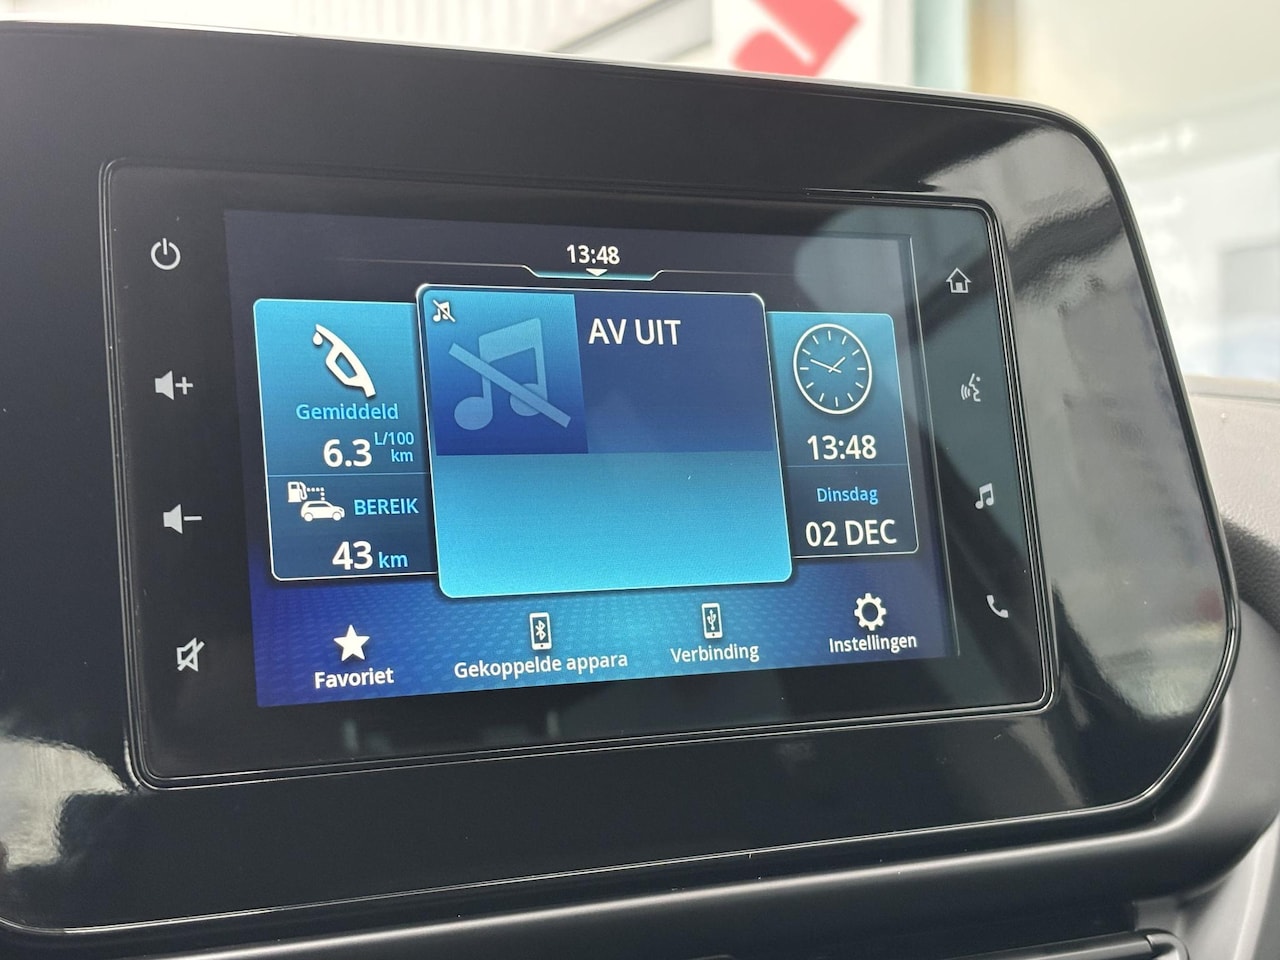 13:48
AV UIT
Gemiddeld
6.3 L/100 km
BEREIK
43 km
13:48
Dinsdag
02 DEC
Favoriet
Gekoppelde appara
Verbinding
Instellingen